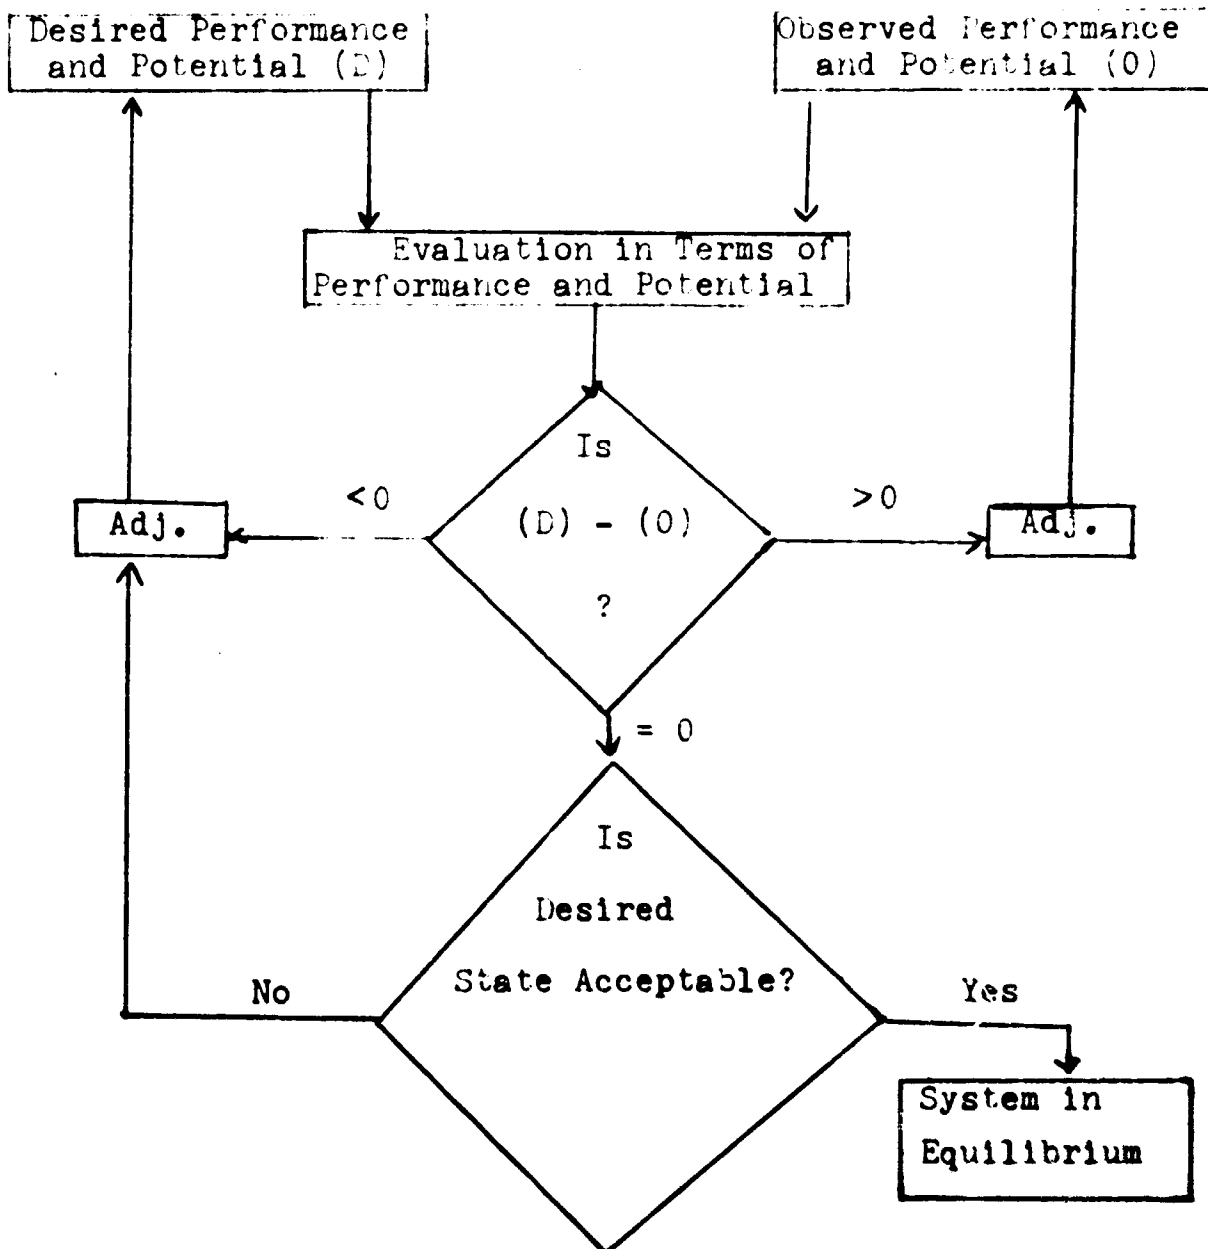 Desired Performance
and Potential (D)
Observed Performance
and Potential (O)
Evaluation in Terms of
Performance and Potential
Is
(D) - (O)
?
<0
>0
Adj.
Adj.
= 0
Is
Desired
State Acceptable?
No
Yes
System in
Equilibrium